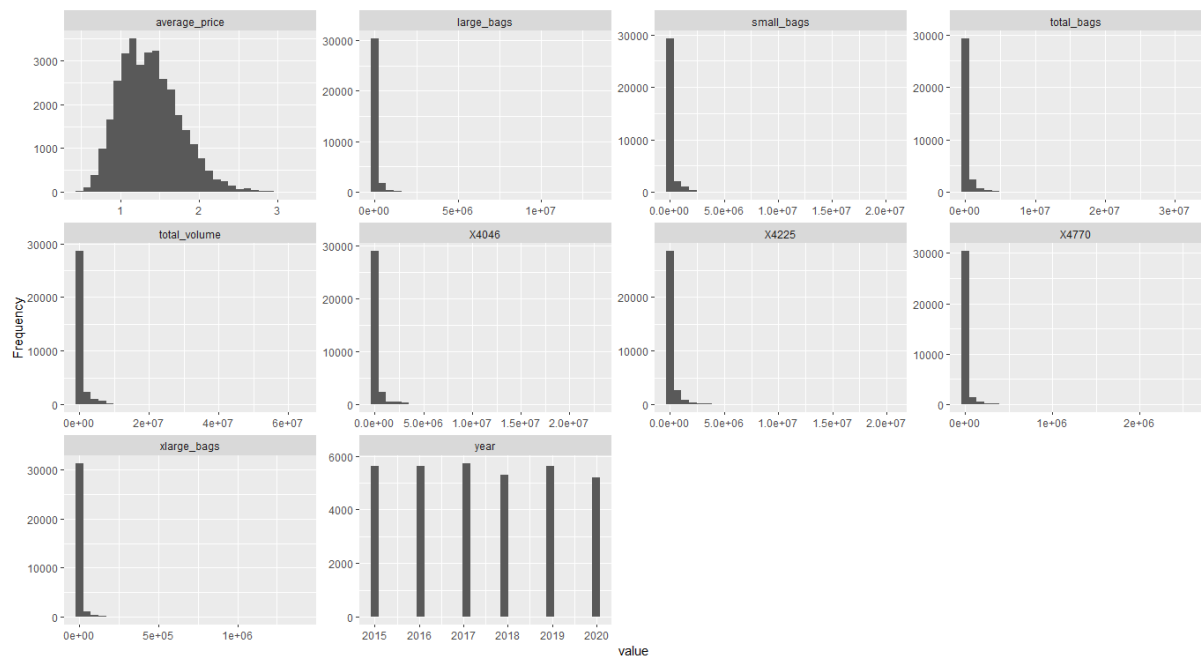 average_price
3000
2000
1000
0
1
2
3
large_bags
30000
20000
10000
0
0e+00
5e+06
1e+07
small_bags
30000
20000
10000
0
0.0e+00
5.0e+06
1.0e+07
1.5e+07
2.0e+07
total_bags
30000
20000
10000
0
0e+00
1e+07
2e+07
3e+07
total_volume
30000
20000
10000
0
0e+00
2e+07
4e+07
6e+07
X4046
30000
20000
10000
0
0.0e+00
5.0e+06
1.0e+07
1.5e+07
2.0e+07
X4225
20000
10000
0
0.0e+00
5.0e+06
1.0e+07
1.5e+07
2.0e+07
X4770
30000
20000
10000
0
0e+00
1e+06
2e+06
xlarge_bags
30000
20000
10000
0
0e+00
5e+05
1e+06
year
6000
4000
2000
0
2015
2016
2017
2018
2019
2020
Frequency
value